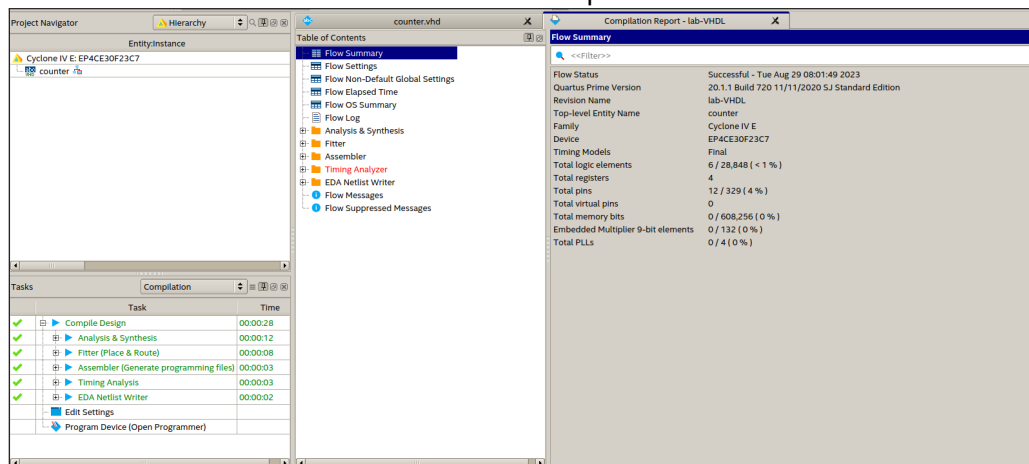 Project Navigator
Hierarchy
Entity:Instance
Cyclone IV E: EP4CE30F23C7
counter
Tasks
Compilation
Task Time
Compile Design 00:00:28
Analysis & Synthesis 00:00:12
Fitter (Place & Route) 00:00:08
Assembler (Generate programming files) 00:00:03
Timing Analysis 00:00:03
EDA Netlist Writer 00:00:02
Edit Settings
Program Device (Open Programmer)
counter.vhd
Table of Contents
Flow Summary
Flow Settings
Flow Non-Default Global Settings
Flow Elapsed Time
Flow OS Summary
Flow Log
Analysis & Synthesis
Fitter
Assembler
Timing Analyzer
EDA Netlist Writer
Flow Messages
Flow Suppressed Messages
Compilation Report - lab-VHDL
Flow Summary
<<Filter>>
Flow Status Successful - Tue Aug 29 08:01:49 2023
Quartus Prime Version 20.1.1 Build 720 11/11/2020 SJ Standard Edition
Revision Name lab-VHDL
Top-level Entity Name counter
Family Cyclone IV E
Device EP4CE30F23C7
Timing Models Final
Total logic elements 6 / 28,848 ( < 1 % )
Total registers 4
Total pins 12 / 329 ( 4 % )
Total virtual pins 0
Total memory bits 0 / 608,256 ( 0 % )
Embedded Multiplier 9-bit elements 0 / 132 ( 0 % )
Total PLLs 0 / 4 ( 0 % )